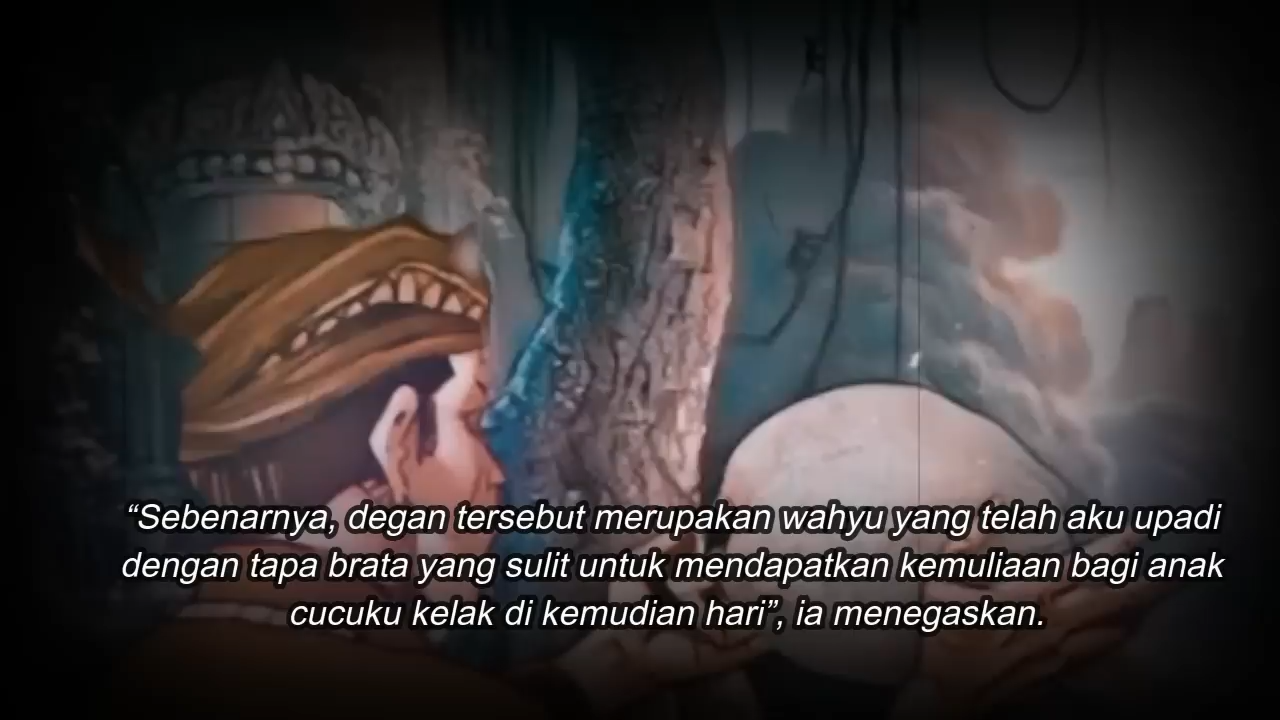 “Sebenarnya, degan tersebut merupakan wahyu yang telah aku upadi
dengan tapa brata yang sulit untuk mendapatkan kemuliaan bagi anak
cucuku kelak di kemudian hari”, ia menegaskan.